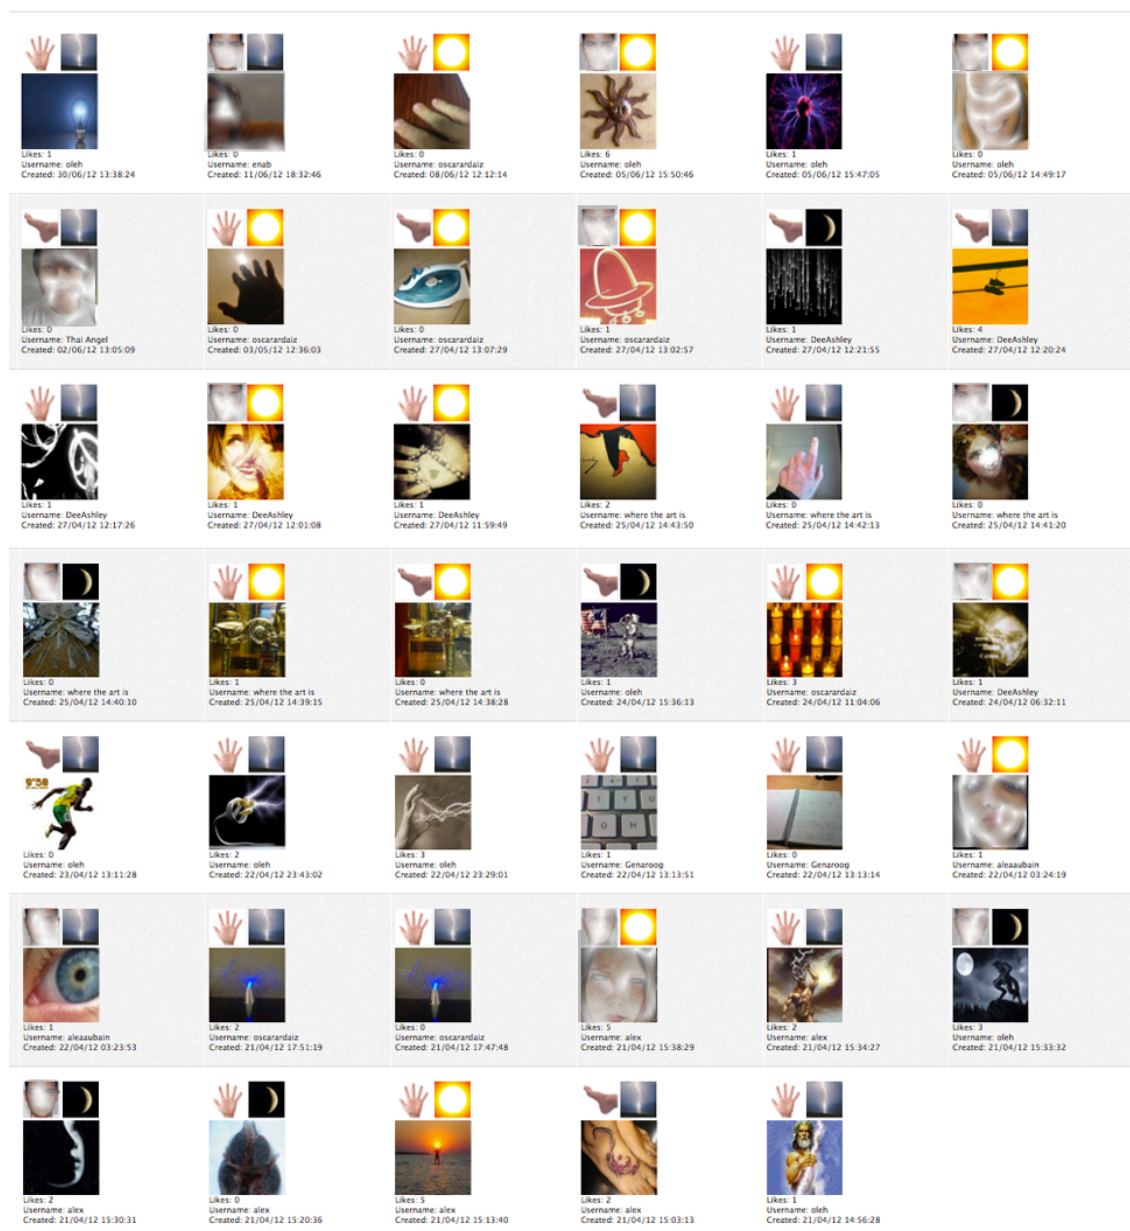 Likes: 1
Username: oleh
Created: 30/06/12 13:38:24
Likes: 0
Username: enab
Created: 11/06/12 18:32:46
Likes: 0
Username: oscarardaiz
Created: 08/06/12 12:12:14
Likes: 6
Username: oleh
Created: 05/06/12 15:50:46
Likes: 1
Username: oleh
Created: 05/06/12 15:47:05
Likes: 0
Username: oleh
Created: 05/06/12 14:49:17
Likes: 0
Username: Thai Angel
Created: 02/06/12 13:05:09
Likes: 0
Username: oscarardaiz
Created: 03/05/12 12:36:03
Likes: 0
Username: oscarardaiz
Created: 27/04/12 13:07:29
Likes: 1
Username: oscarardaiz
Created: 27/04/12 13:02:57
Likes: 1
Username: DeeAshley
Created: 27/04/12 12:21:55
Likes: 4
Username: DeeAshley
Created: 27/04/12 12:20:24
Likes: 1
Username: DeeAshley
Created: 27/04/12 12:17:26
Likes: 1
Username: DeeAshley
Created: 27/04/12 12:01:08
Likes: 1
Username: DeeAshley
Created: 27/04/12 11:59:49
Likes: 2
Username: where the art is
Created: 25/04/12 14:43:50
Likes: 0
Username: where the art is
Created: 25/04/12 14:42:13
Likes: 0
Username: where the art is
Created: 25/04/12 14:41:20
Likes: 0
Username: where the art is
Created: 25/04/12 14:40:10
Likes: 1
Username: where the art is
Created: 25/04/12 14:39:15
Likes: 0
Username: where the art is
Created: 25/04/12 14:38:28
Likes: 1
Username: oleh
Created: 24/04/12 15:36:13
Likes: 3
Username: oscarardaiz
Created: 24/04/12 11:04:06
Likes: 1
Username: DeeAshley
Created: 24/04/12 06:32:11
9"58
Likes: 0
Username: oleh
Created: 23/04/12 13:11:28
Likes: 2
Username: oleh
Created: 22/04/12 23:43:02
Likes: 3
Username: oleh
Created: 22/04/12 23:29:01
T Y U
G H
Likes: 1
Username: Genaroog
Created: 22/04/12 13:13:51
Likes: 0
Username: Genaroog
Created: 22/04/12 13:13:14
Likes: 1
Username: aleaaubain
Created: 22/04/12 03:24:19
Likes: 1
Username: aleaaubain
Created: 22/04/12 03:23:53
Likes: 2
Username: oscarardaiz
Created: 21/04/12 17:51:19
Likes: 0
Username: oscarardaiz
Created: 21/04/12 17:47:48
Likes: 5
Username: alex
Created: 21/04/12 15:38:29
Likes: 2
Username: alex
Created: 21/04/12 15:34:27
Likes: 3
Username: oleh
Created: 21/04/12 15:33:32
Likes: 2
Username: alex
Created: 21/04/12 15:30:31
Likes: 0
Username: alex
Created: 21/04/12 15:20:36
Likes: 5
Username: alex
Created: 21/04/12 15:13:40
Likes: 2
Username: alex
Created: 21/04/12 15:03:13
Likes: 1
Username: oleh
Created: 21/04/12 14:56:28